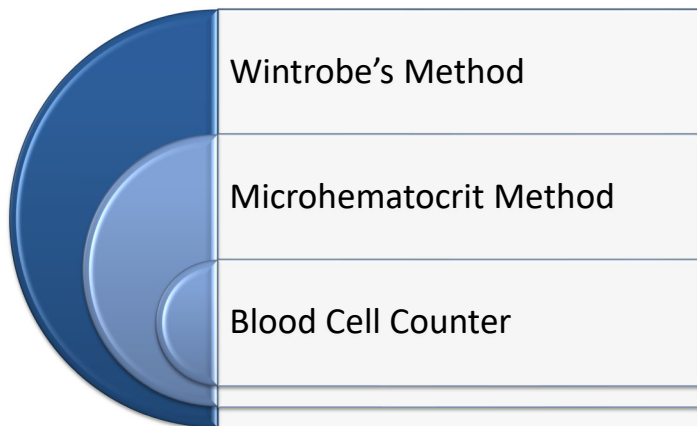 Wintrobe’s Method
Microhematocrit Method
Blood Cell Counter